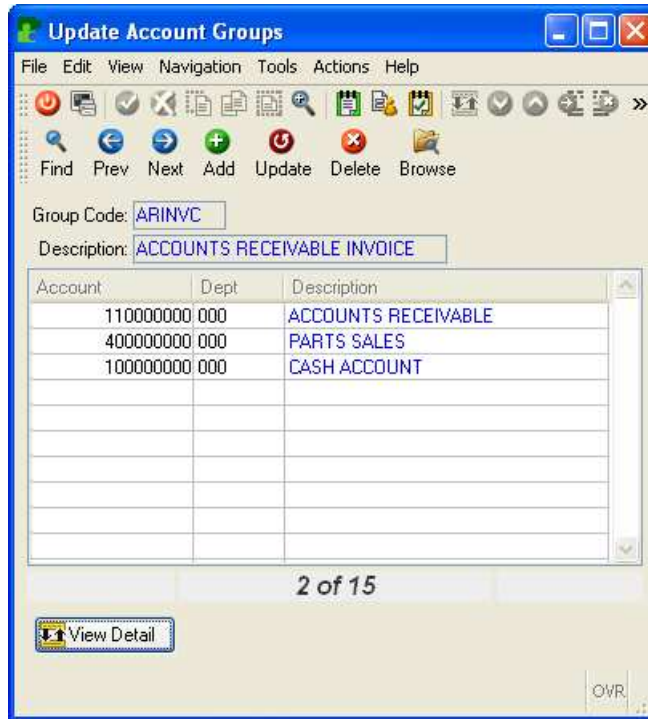 Update Account Groups
File Edit View Navigation Tools Actions Help
»
Find Prev Next Add Update Delete Browse
Group Code: ARINVC
Description: ACCOUNTS RECEIVABLE INVOICE
Account Dept Description
110000000 000 ACCOUNTS RECEIVABLE
400000000 000 PARTS SALES
100000000 000 CASH ACCOUNT
2 of 15
View Detail
OVR